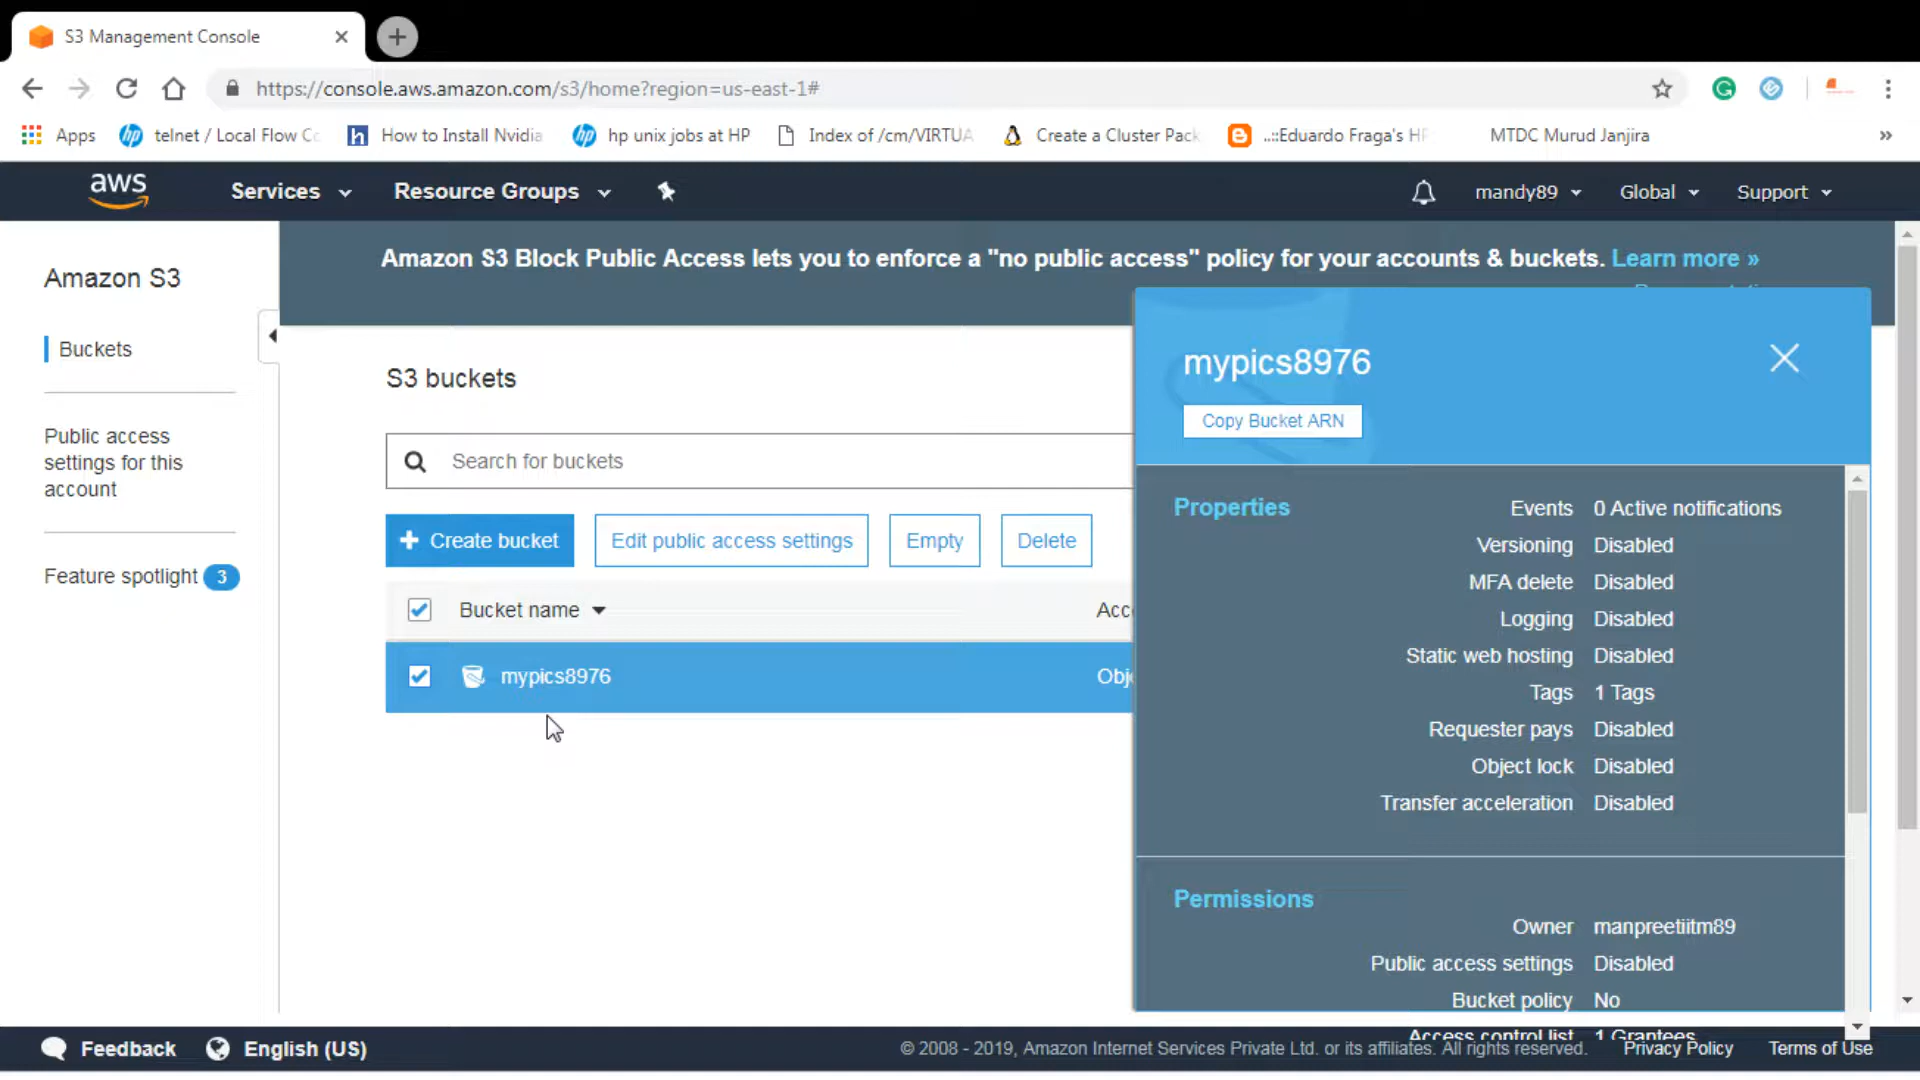 S3 Management Console
https://console.aws.amazon.com/s3/home?region=us-east-1#
Apps
telnet / Local Flow Co
How to Install Nvidia
hp unix jobs at HP
Index of /cm/VIRTUA
Create a Cluster Pack
..::Eduardo Fraga's HP
MTDC Murud Janjira
»
aws
Services
Resource Groups
mandy89
Global
Support
Amazon S3
Buckets
Public access
settings for this
account
Feature spotlight 3
Amazon S3 Block Public Access lets you to enforce a "no public access" policy for your accounts & buckets. Learn more »
S3 buckets
Search for buckets
+ Create bucket
Edit public access settings
Empty
Delete
Bucket name
Acc
mypics8976
Obj
mypics8976
Copy Bucket ARN
Properties
Events 0 Active notifications
Versioning Disabled
MFA delete Disabled
Logging Disabled
Static web hosting Disabled
Tags 1 Tags
Requester pays Disabled
Object lock Disabled
Transfer acceleration Disabled
Permissions
Owner manpreetiitm89
Public access settings Disabled
Bucket policy No
Access control list 1 Grantees
Feedback
English (US)
© 2008 - 2019, Amazon Internet Services Private Ltd. or its affiliates. All rights reserved.
Privacy Policy
Terms of Use